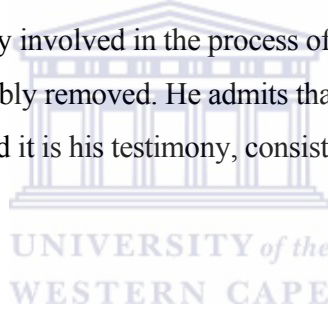 y involved in the process of
bly removed. He admits tha
d it is his testimony, consist
UNIVERSITY of the
WESTERN CAPE